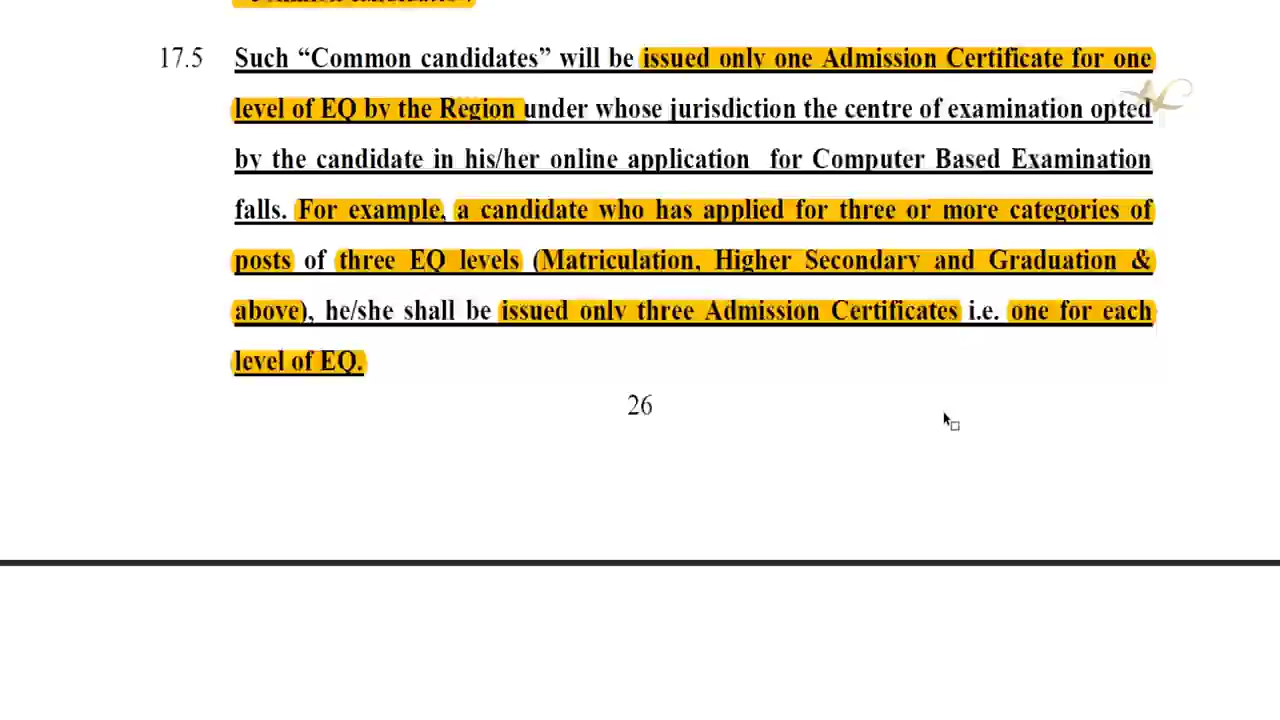 17.5 Such “Common candidates” will be issued only one Admission Certificate for one
level of EQ by the Region under whose jurisdiction the centre of examination opted
by the candidate in his/her online application for Computer Based Examination
falls. For example, a candidate who has applied for three or more categories of
posts of three EQ levels (Matriculation, Higher Secondary and Graduation &
above), he/she shall be issued only three Admission Certificates i.e. one for each
level of EQ.
26